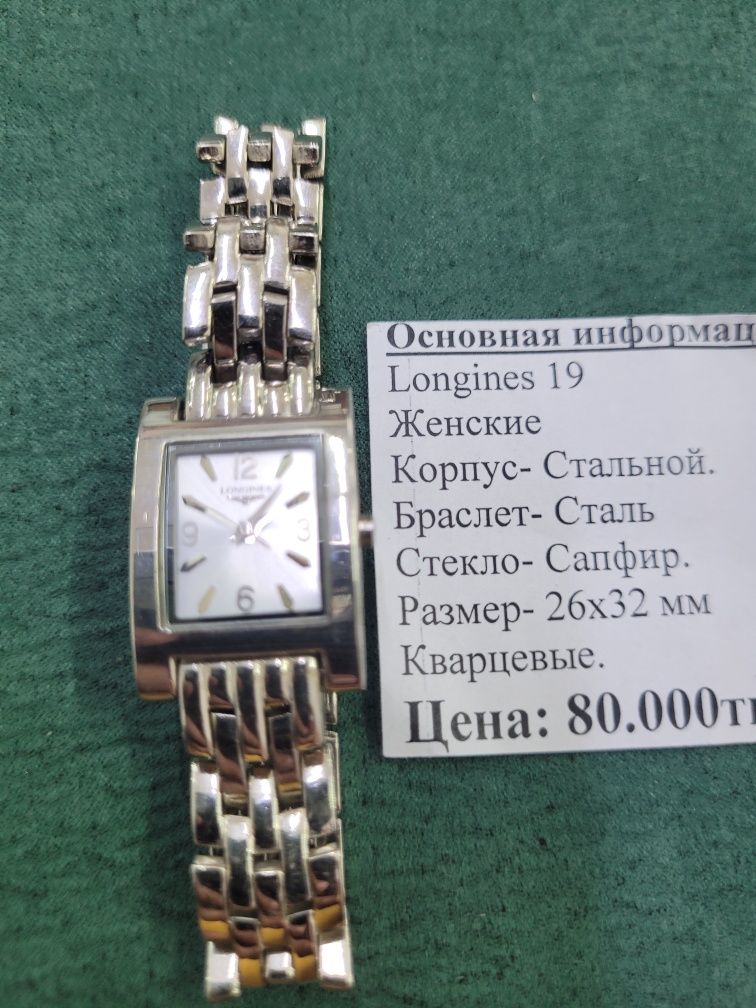 12
LONGINES
9
3
6
Основная информац
Longines 19
Женские
Корпус- Стальной.
Браслет- Сталь
Стекло- Сапфир.
Размер- 26x32 мм
Кварцевые.
Цена: 80.000т